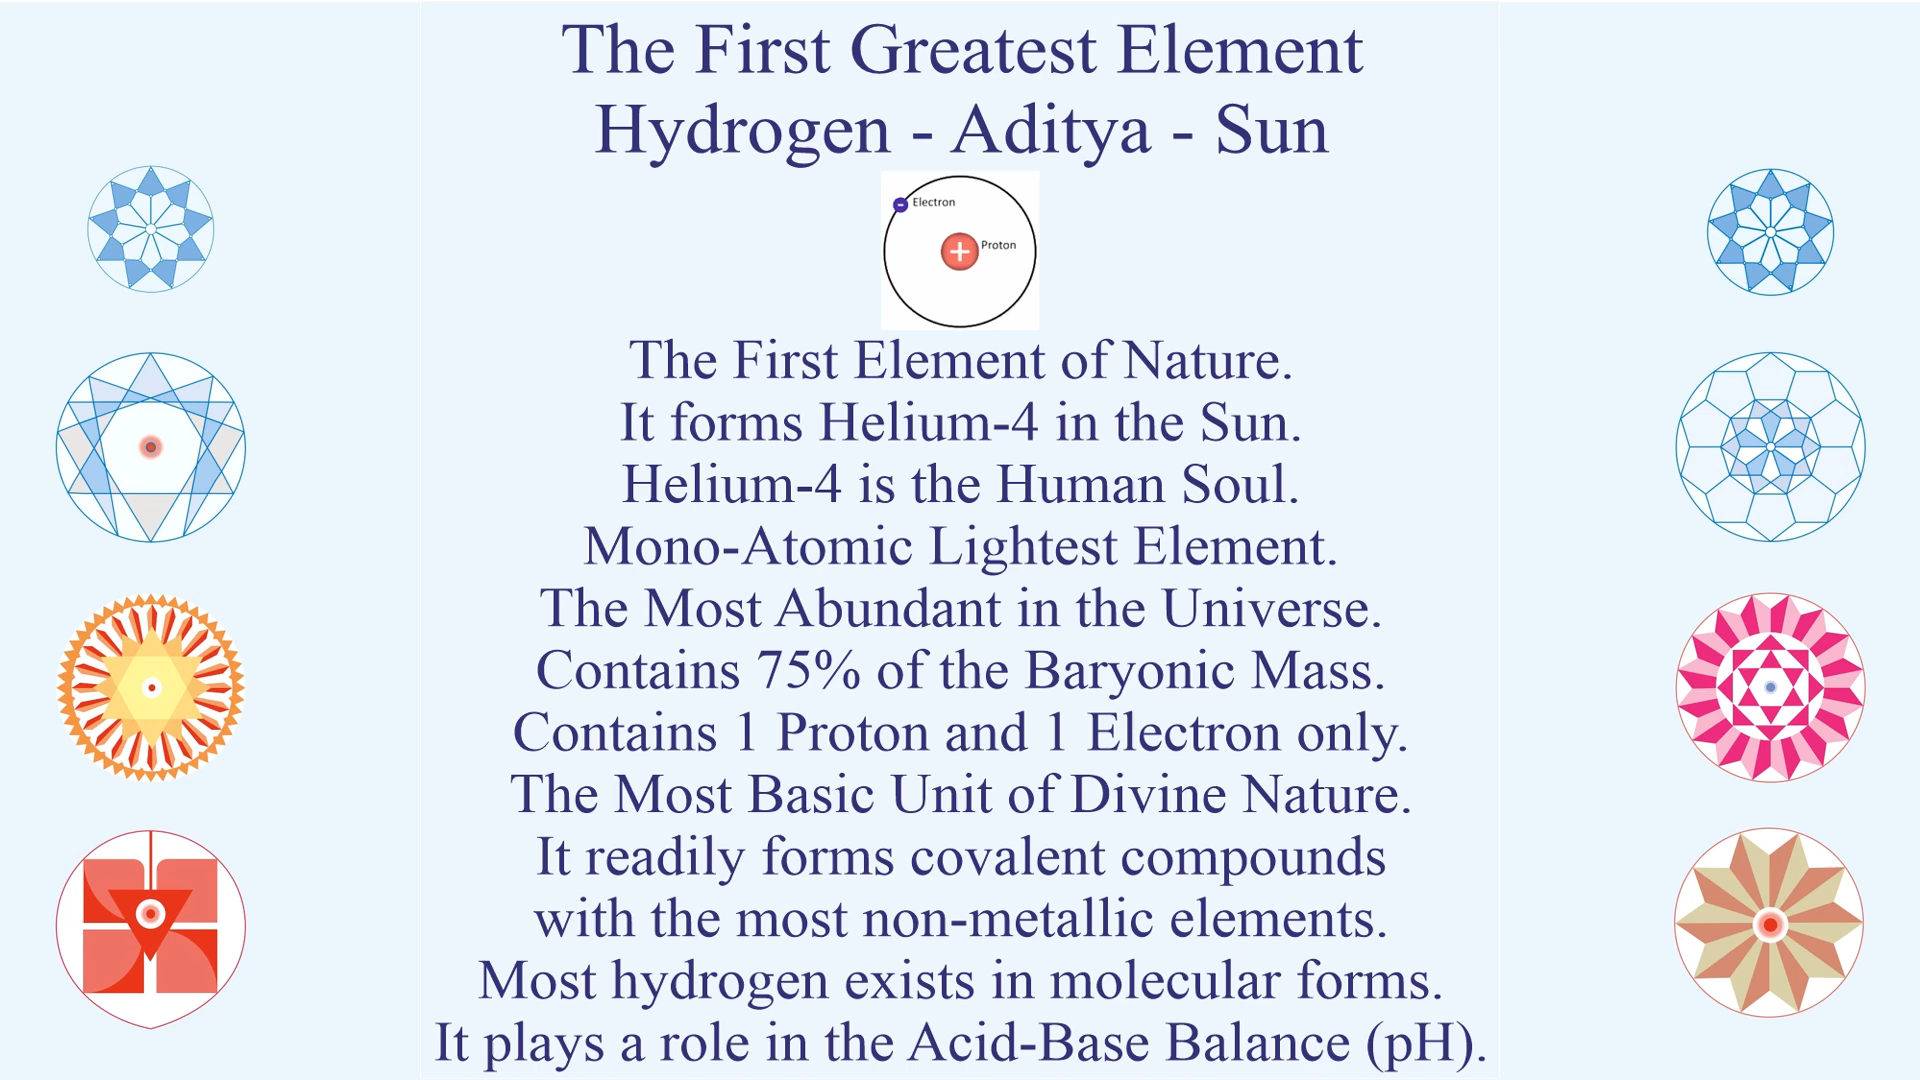 The First Greatest Element
Hydrogen - Aditya - Sun
Electron
Proton
The First Element of Nature.
It forms Helium-4 in the Sun.
Helium-4 is the Human Soul.
Mono-Atomic Lightest Element.
The Most Abundant in the Universe.
Contains 75% of the Baryonic Mass.
Contains 1 Proton and 1 Electron only.
The Most Basic Unit of Divine Nature.
It readily forms covalent compounds
with the most non-metallic elements.
Most hydrogen exists in molecular forms.
It plays a role in the Acid-Base Balance (pH).